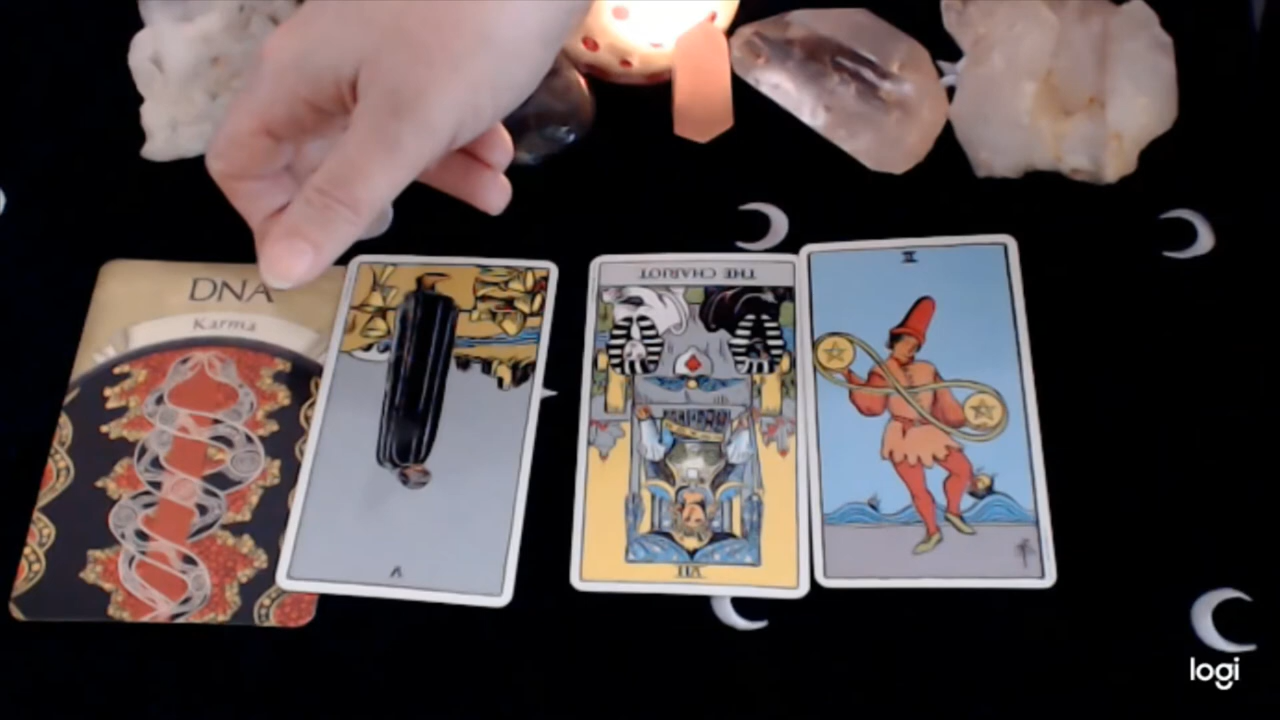 DNA
Karma
V
THE CHARIOT
VII
II
logi